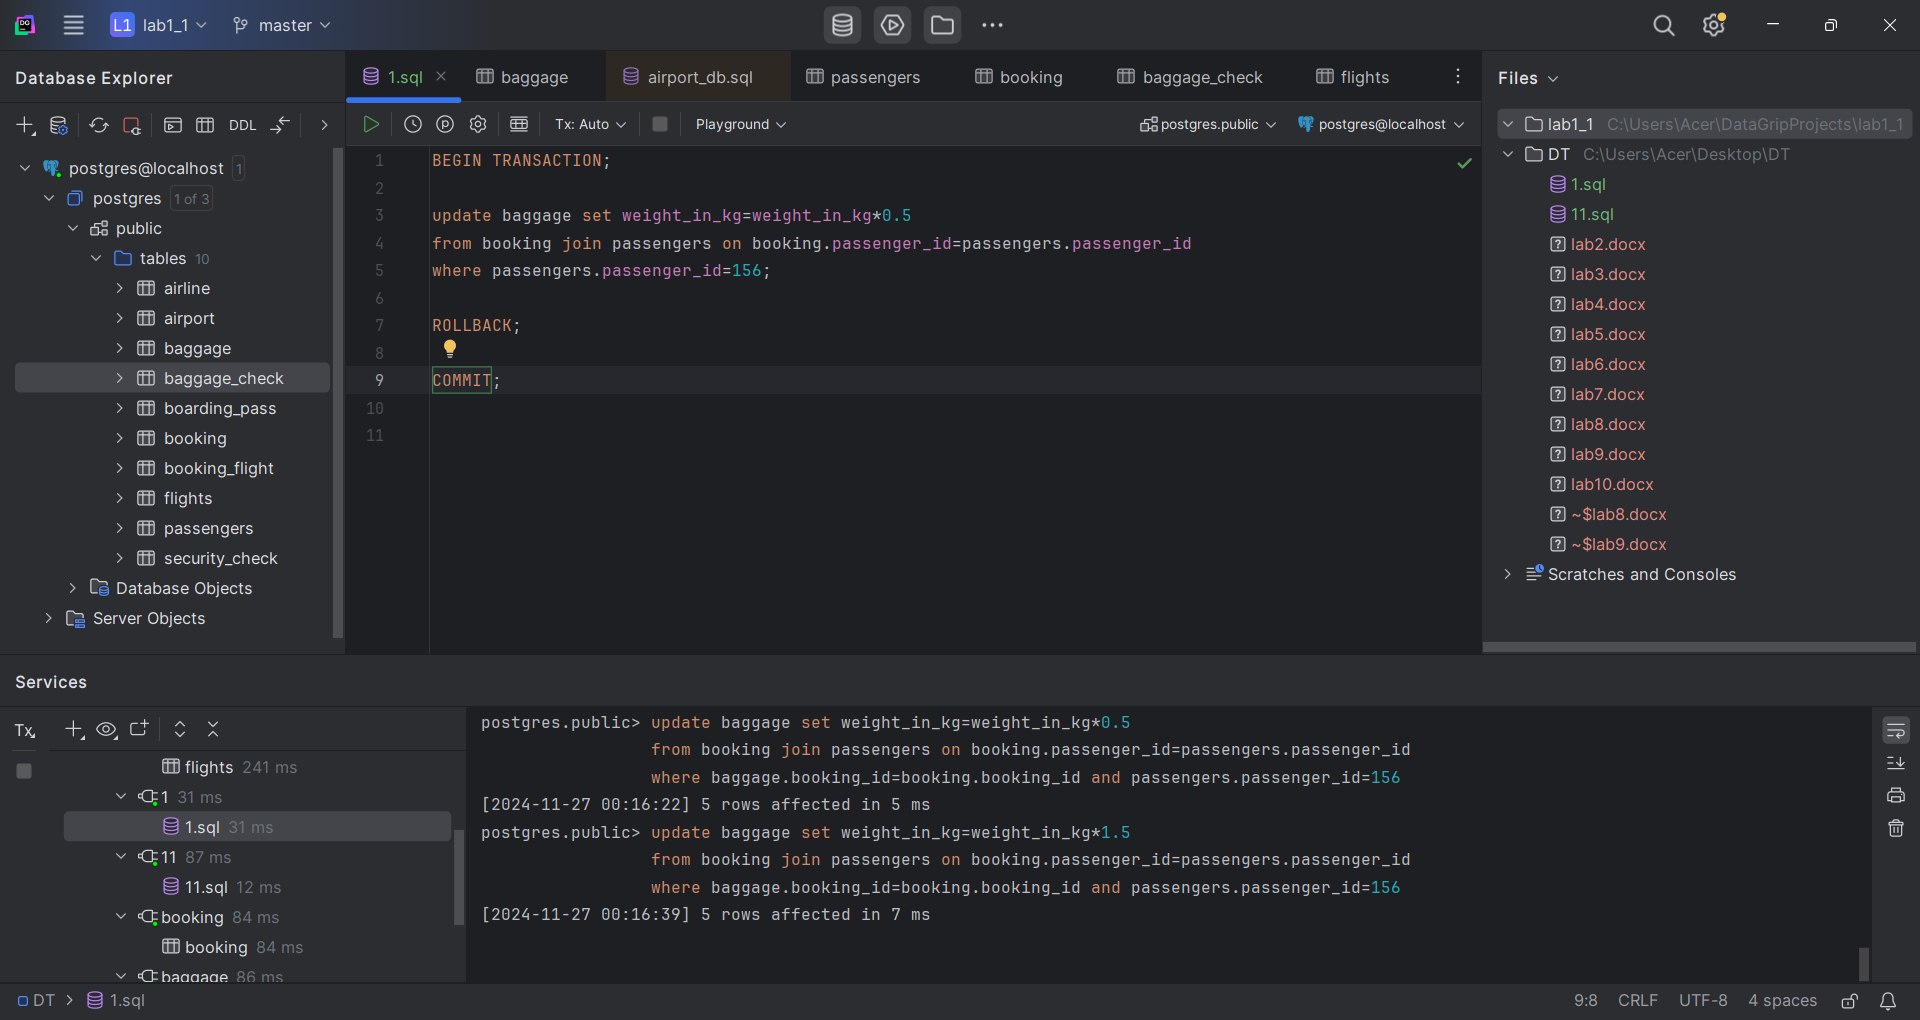 L1 lab1_1 master
Database Explorer
DDL
postgres@localhost 1
postgres 1 of 3
public
tables 10
airline
airport
baggage
baggage_check
boarding_pass
booking
booking_flight
flights
passengers
security_check
Database Objects
Server Objects
1.sql baggage airport_db.sql passengers booking baggage_check flights
Tx: Auto Playground postgres.public postgres@localhost
1 BEGIN TRANSACTION;
2
3 update baggage set weight_in_kg=weight_in_kg*0.5
4 from booking join passengers on booking.passenger_id=passengers.passenger_id
5 where passengers.passenger_id=156;
6
7 ROLLBACK;
8
9 COMMIT;
10
11
Files
lab1_1 C:\Users\Acer\DataGripProjects\lab1_1
DT C:\Users\Acer\Desktop\DT
1.sql
11.sql
lab2.docx
lab3.docx
lab4.docx
lab5.docx
lab6.docx
lab7.docx
lab8.docx
lab9.docx
lab10.docx
~$lab8.docx
~$lab9.docx
Scratches and Consoles
Services
Tx
flights 241 ms
1 31 ms
1.sql 31 ms
11 87 ms
11.sql 12 ms
booking 84 ms
booking 84 ms
baggage 86 ms
postgres.public> update baggage set weight_in_kg=weight_in_kg*0.5
from booking join passengers on booking.passenger_id=passengers.passenger_id
where baggage.booking_id=booking.booking_id and passengers.passenger_id=156
[2024-11-27 00:16:22] 5 rows affected in 5 ms
postgres.public> update baggage set weight_in_kg=weight_in_kg*1.5
from booking join passengers on booking.passenger_id=passengers.passenger_id
where baggage.booking_id=booking.booking_id and passengers.passenger_id=156
[2024-11-27 00:16:39] 5 rows affected in 7 ms
DT > 1.sql
9:8 CRLF UTF-8 4 spaces